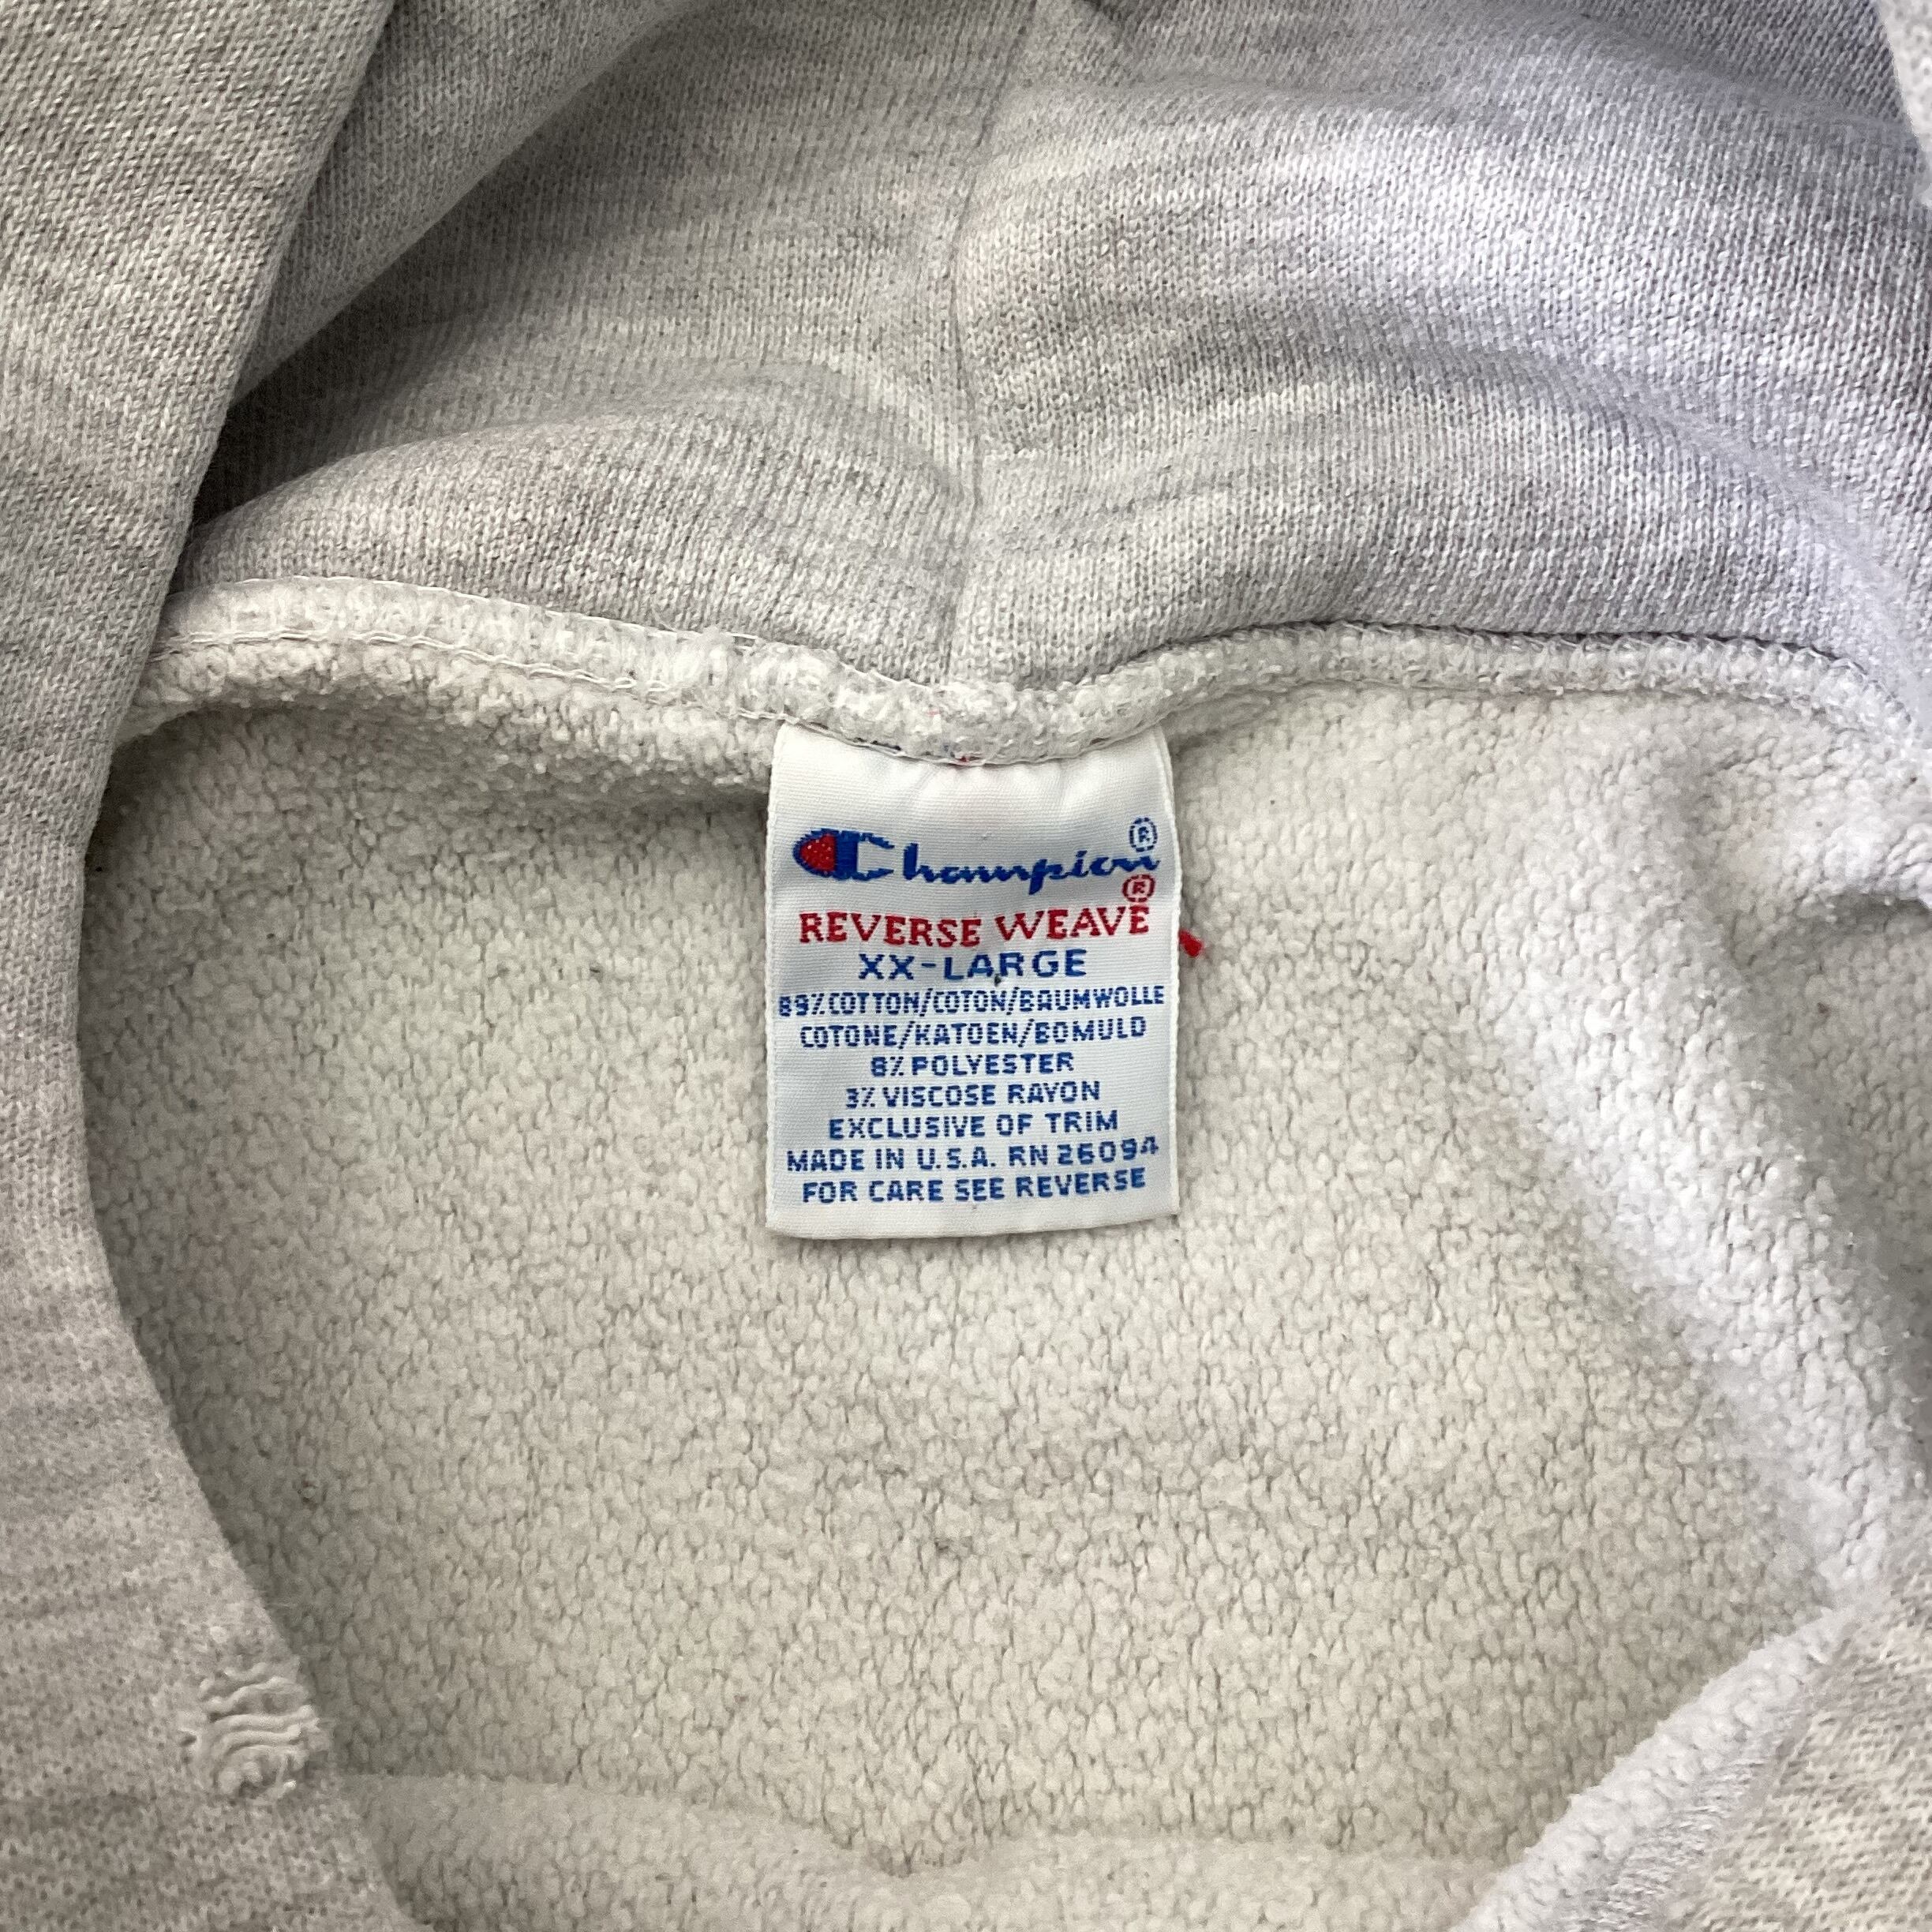 Champion®
REVERSE WEAVE®
XX-LARGE
89% COTTON/COTON/BAUMWOLLE
COTONE/KATOEN/BOMULD
8% POLYESTER
3% VISCOSE RAYON
EXCLUSIVE OF TRIM
MADE IN U.S.A. RN 26094
FOR CARE SEE REVERSE